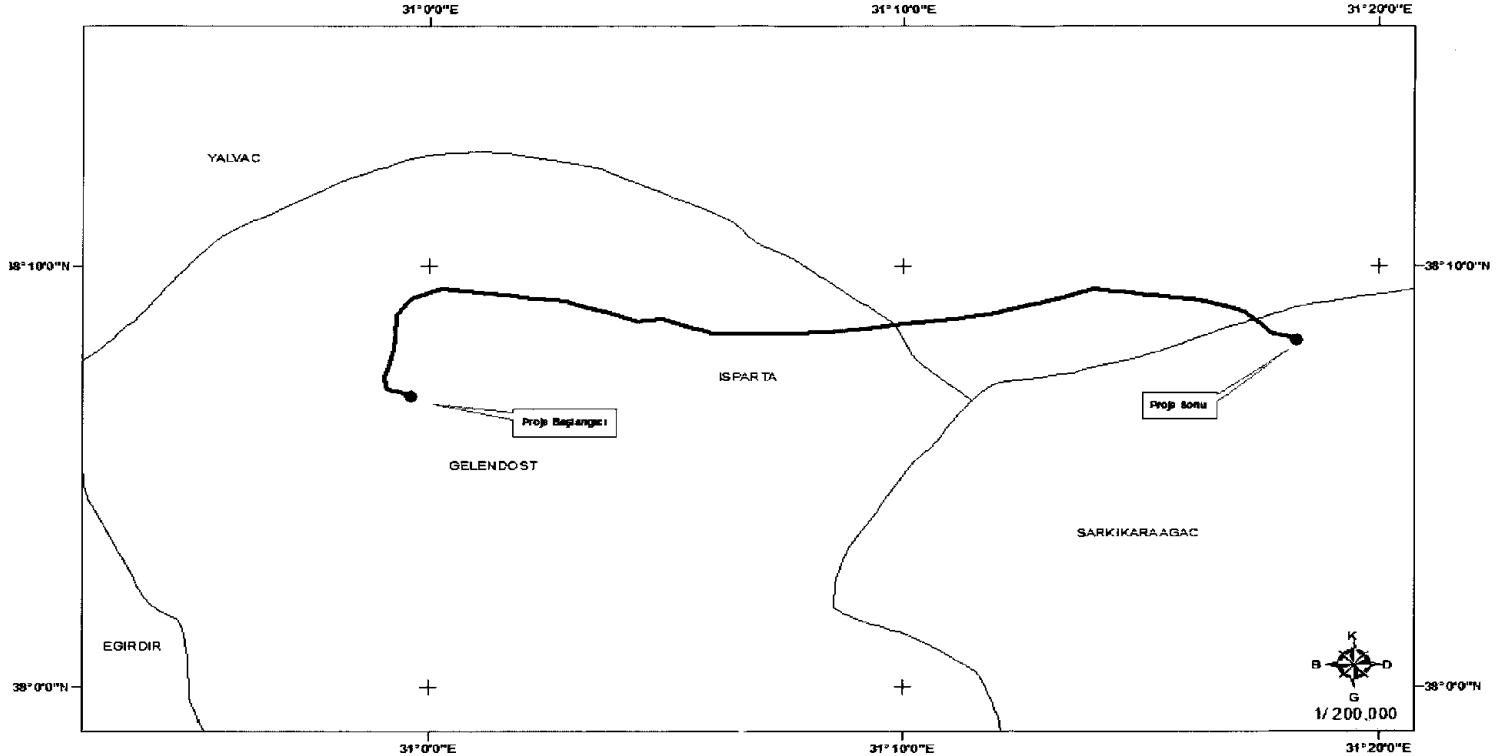 31°0'0"E
31°10'0"E
31°20'0"E
YALVAC
38°10'0"N
38°10'0"N
ISPARTA
Proje Sonu
Proje Başlangıcı
GELENDOST
SARKIKARAAGAC
EGIRDIR
K
B
D
G
38°0'0"N
38°0'0"N
1/200,000
31°0'0"E
31°10'0"E
31°20'0"E